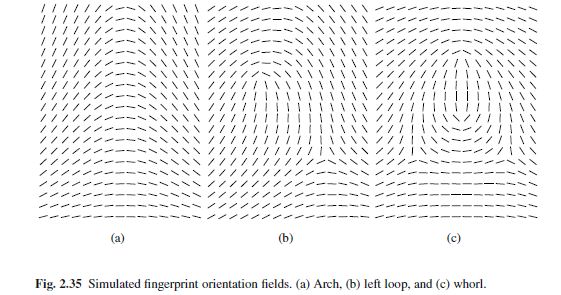 (a) (b) (c)
Fig. 2.35 Simulated fingerprint orientation fields. (a) Arch, (b) left loop, and (c) whorl.